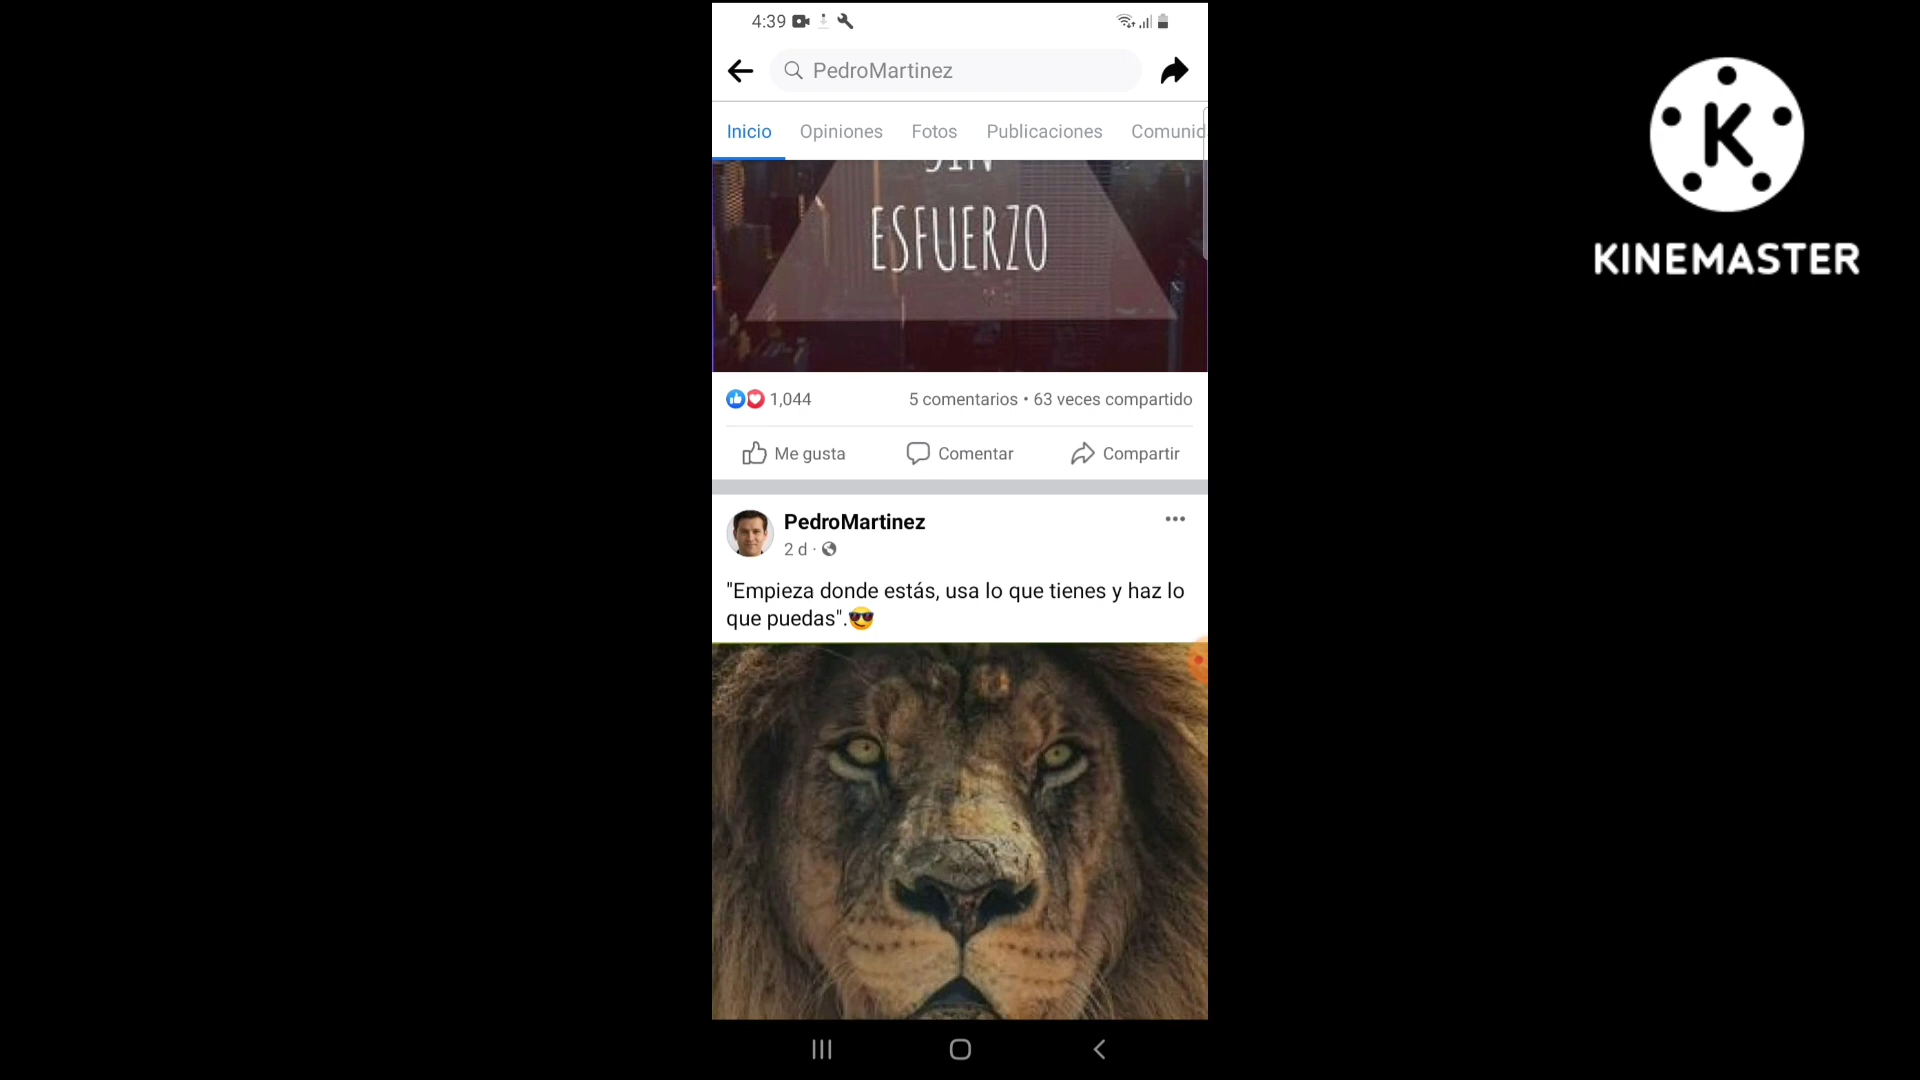 4:39
PedroMartinez
Inicio Opiniones Fotos Publicaciones Comunid
SIN
ESFUERZO
1,044 5 comentarios • 63 veces compartido
Me gusta Comentar Compartir
PedroMartinez
2 d ·
"Empieza donde estás, usa lo que tienes y haz lo
que puedas".😎
K
KINEMASTER